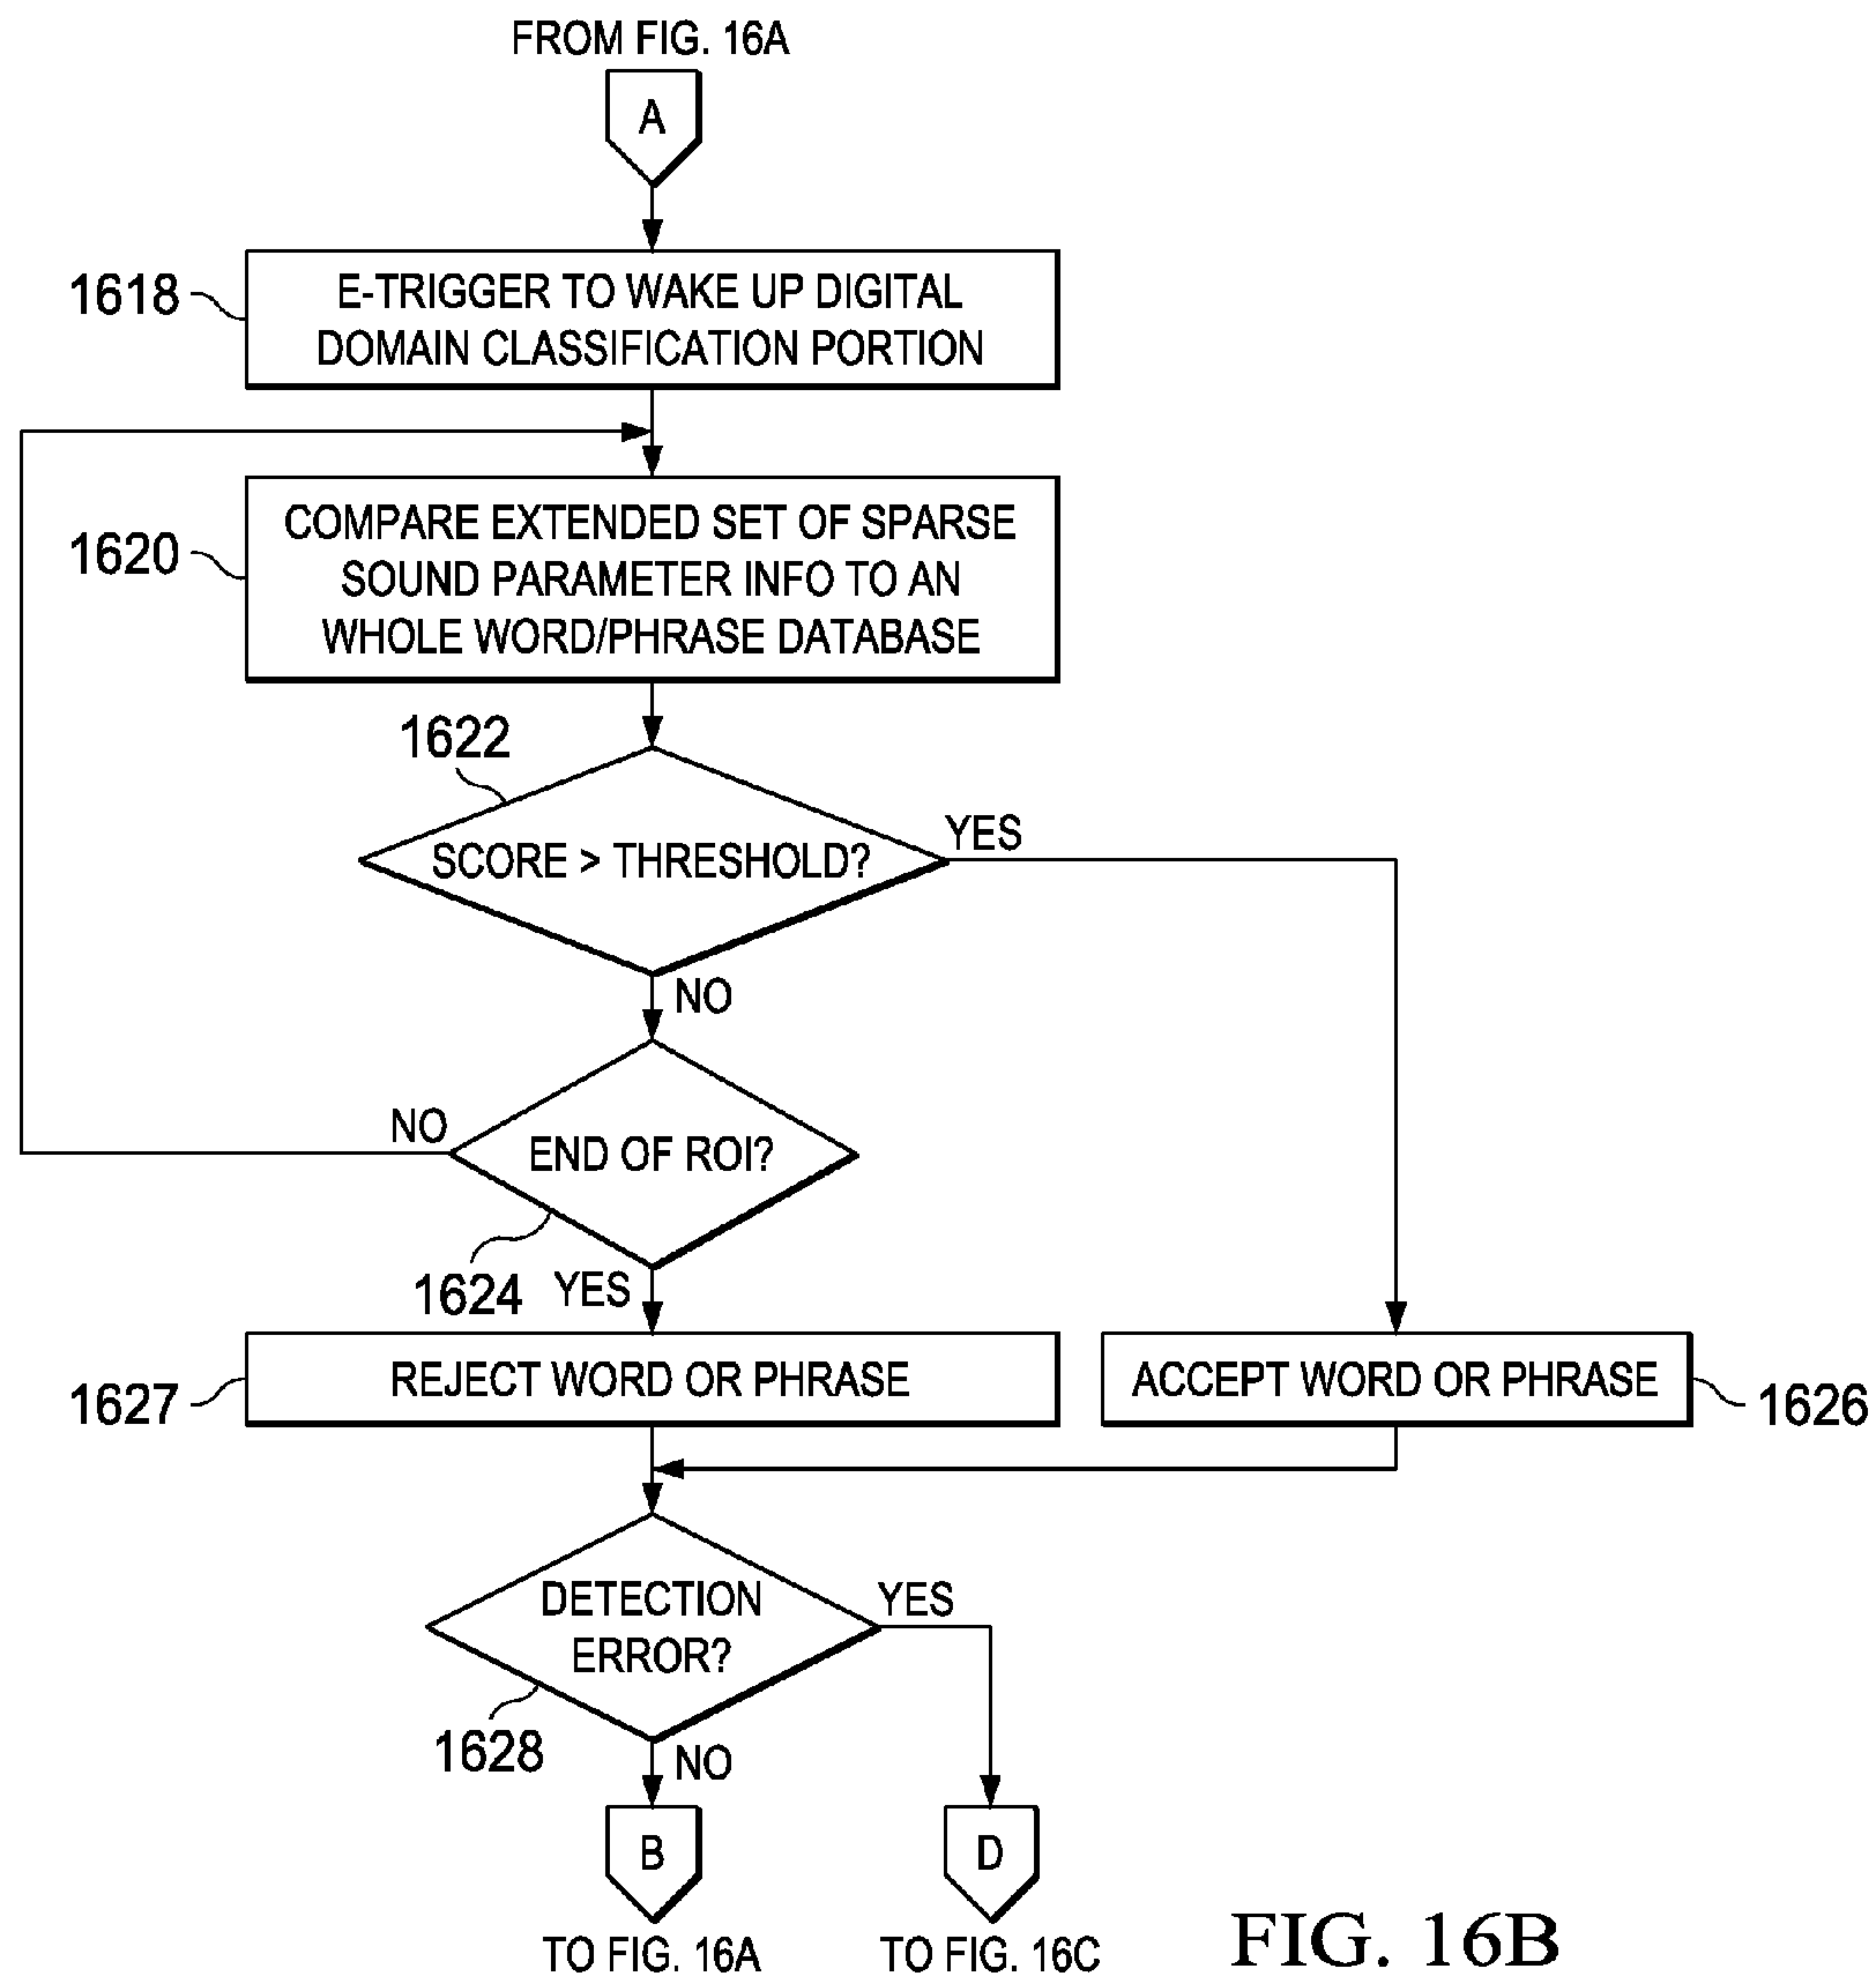 FROM FIG. 16A
A
1618
E-TRIGGER TO WAKE UP DIGITAL
DOMAIN CLASSIFICATION PORTION
1620
COMPARE EXTENDED SET OF SPARSE
SOUND PARAMETER INFO TO AN
WHOLE WORD/PHRASE DATABASE
1622
SCORE > THRESHOLD?
YES
NO
NO
END OF ROI?
1624
YES
1627
REJECT WORD OR PHRASE
ACCEPT WORD OR PHRASE
1626
DETECTION
ERROR?
YES
1628
NO
B
D
TO FIG. 16A
TO FIG. 16C
FIG. 16B